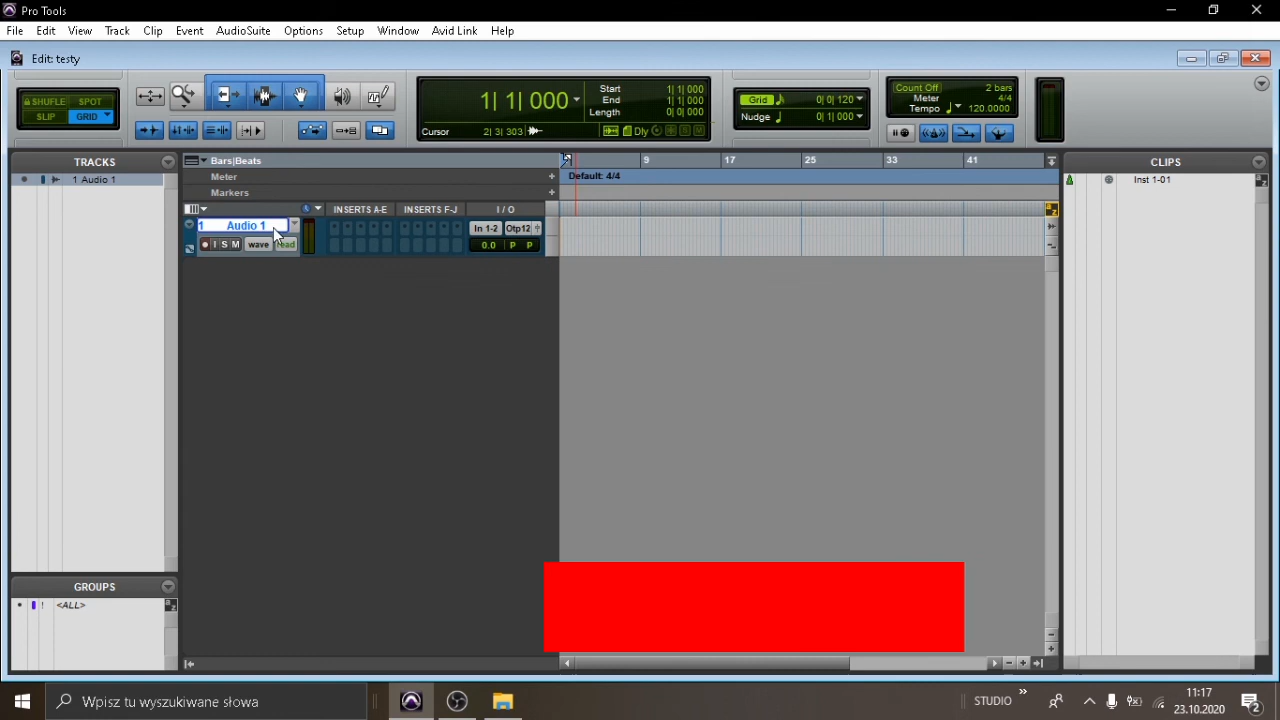 Pro Tools
File Edit View Track Clip Event AudioSuite Options Setup Window Avid Link Help
Edit: testy
SHUFLE SPOT
SLIP GRID
1| 1| 000
Start 1| 1| 000
End 1| 1| 000
Length 0| 0| 000
Cursor 2| 3| 303
Dly
Grid 0| 0| 120
Nudge 0| 1| 000
Count Off 2 bars
Meter 4/4
Tempo 120.0000
TRACKS
1 Audio 1
GROUPS
! <ALL>
Bars|Beats
Meter
Markers
9 17 25 33 41
Default: 4/4
INSERTS A-E INSERTS F-J I / O
1 Audio 1
I S M wave read
In 1-2 Otp12
0.0 P P
CLIPS
Inst 1-01
Wpisz tu wyszukiwane słowa
STUDIO
11:17
23.10.2020
2